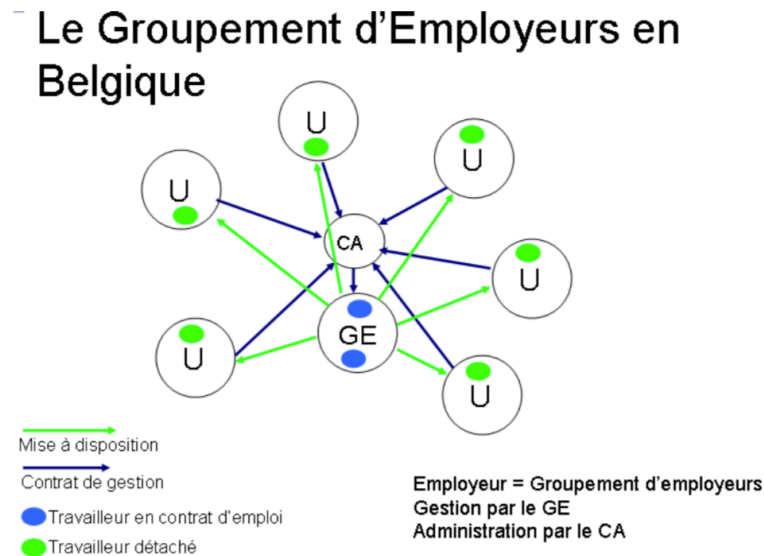 Le Groupement d'Employeurs en
Belgique
U
U
U
CA
U
GE
U
U
Mise à disposition
Contrat de gestion
Travailleur en contrat d'emploi
Travailleur détaché
Employeur = Groupement d'employeurs
Gestion par le GE
Administration par le CA